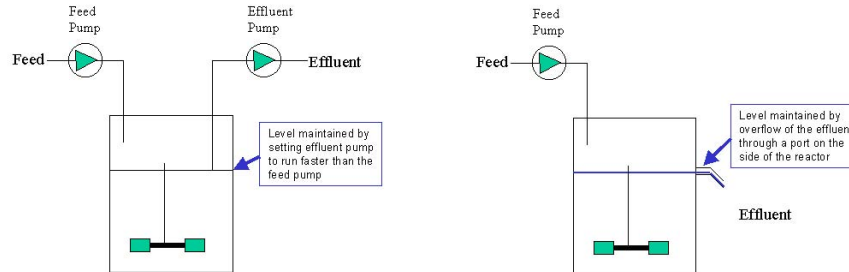 Feed
Pump
Effluent
Pump
Feed
Effluent
Level maintained by
setting effluent pump
to run faster than the
feed pump
Feed
Pump
Feed
Level maintained by
overflow of the effluen
through a port on the
side of the reactor
Effluent